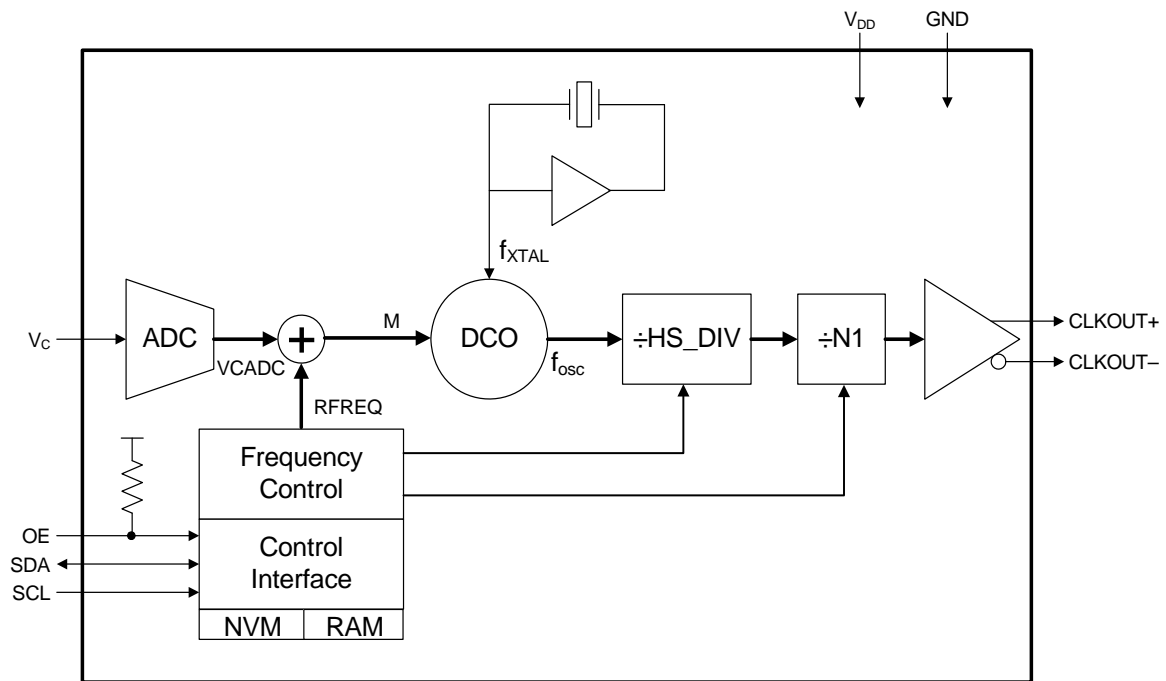 VDD
GND
fXTAL
VC
ADC
VCADC
+
M
DCO
fosc
÷HS_DIV
÷N1
CLKOUT+
CLKOUT–
RFREQ
Frequency
Control
OE
SDA
SCL
Control
Interface
NVM
RAM